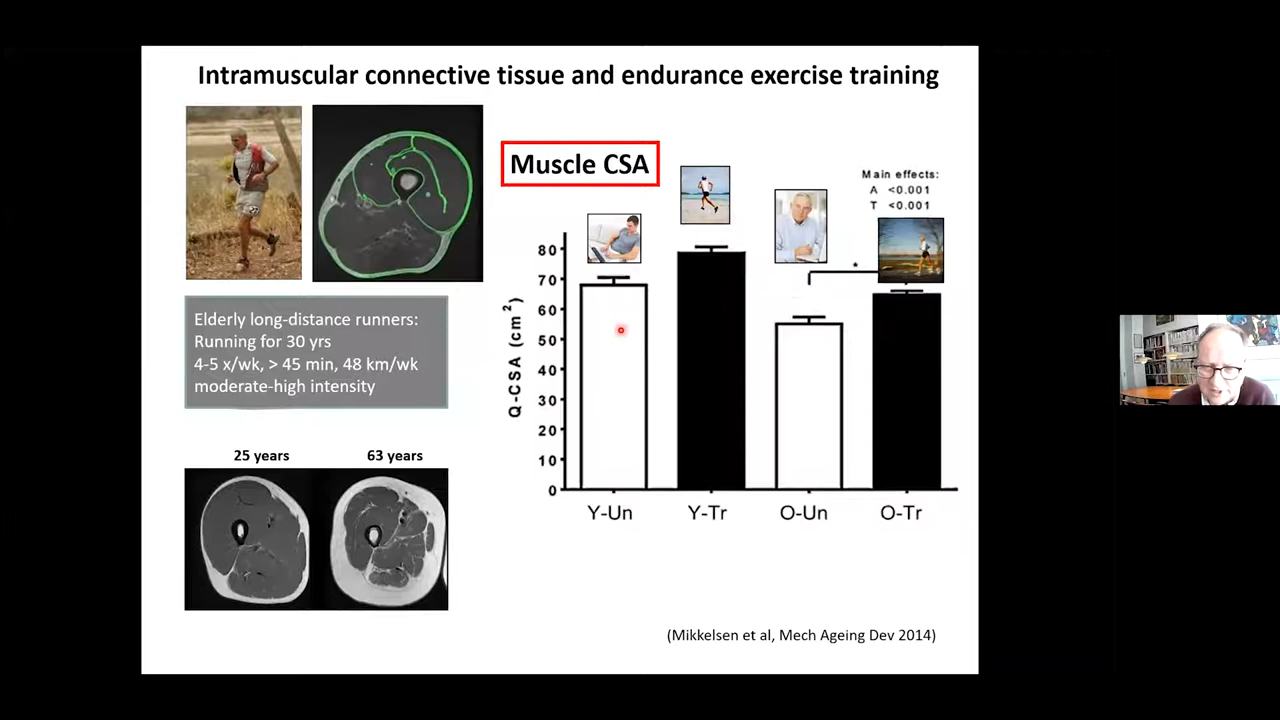 Intramuscular connective tissue and endurance exercise training
Muscle CSA
Main effects:
A <0.001
T <0.001
Elderly long-distance runners:
Running for 30 yrs
4-5 x/wk, > 45 min, 48 km/wk
moderate-high intensity
25 years 63 years
Q-CSA (cm2)
80
70
60
50
40
30
20
10
0
*
Y-Un Y-Tr O-Un O-Tr
(Mikkelsen et al, Mech Ageing Dev 2014)